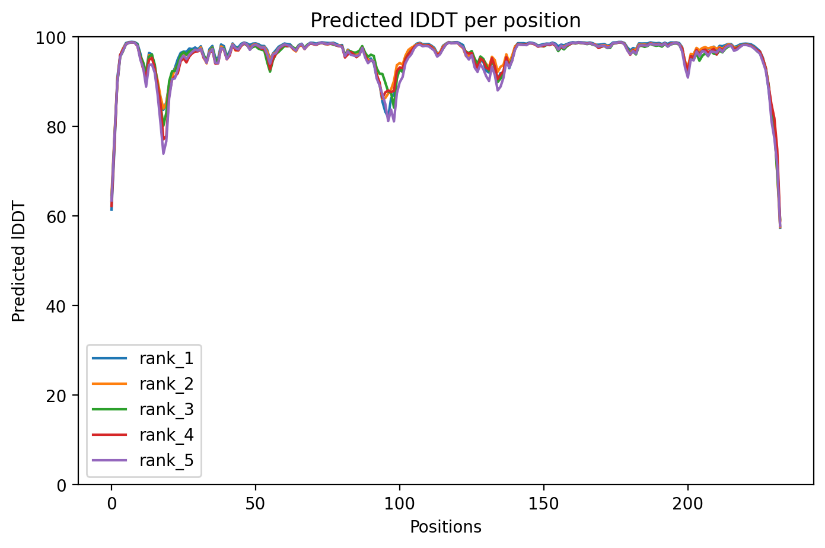 Predicted lDDT per position
100
80
60
40
20
0
Predicted lDDT
rank_1
rank_2
rank_3
rank_4
rank_5
0 50 100 150 200
Positions